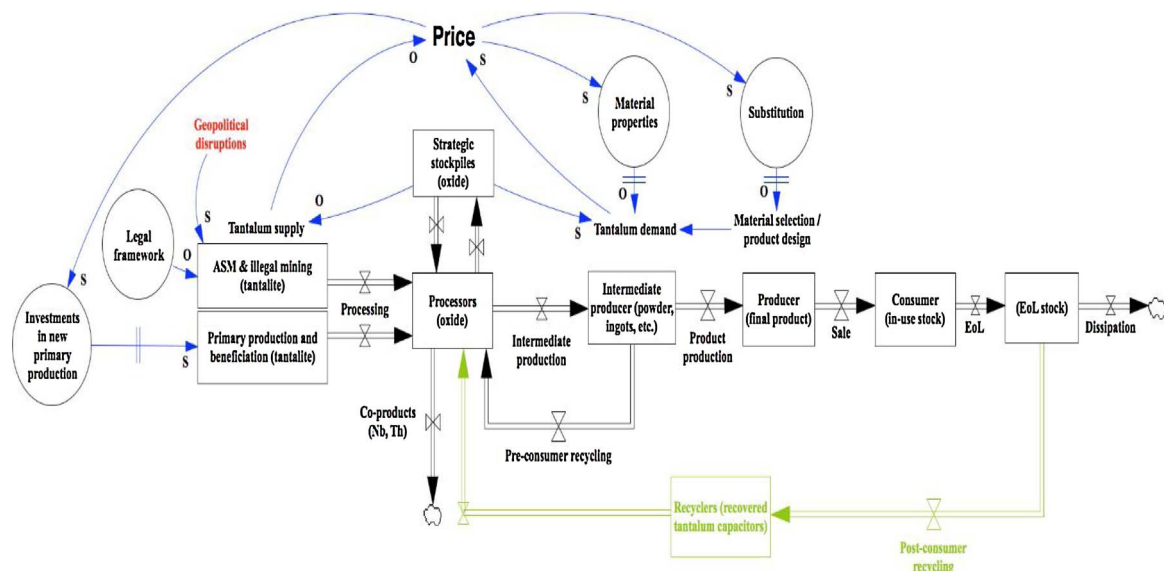 Price
O
S
S
S
S
Geopolitical
disruptions
Material
properties
Substitution
Strategic
stockpiles
(oxide)
O
O
O
S
Legal
framework
S
O
Tantalum supply
S
Tantalum demand
Material selection /
product design
ASM & illegal mining
(tantalite)
Processing
Primary production and
beneficiation (tantalite)
S
Investments
in new
primary
production
Processors
(oxide)
Intermediate
production
Intermediate
producer (powder,
ingots, etc.)
Product
production
Producer
(final product)
Sale
Consumer
(in-use stock)
EoL
(EoL stock)
Dissipation
Co-products
(Nb, Th)
Pre-consumer recycling
Recyclers (recovered
tantalum capacitors)
Post-consumer
recycling